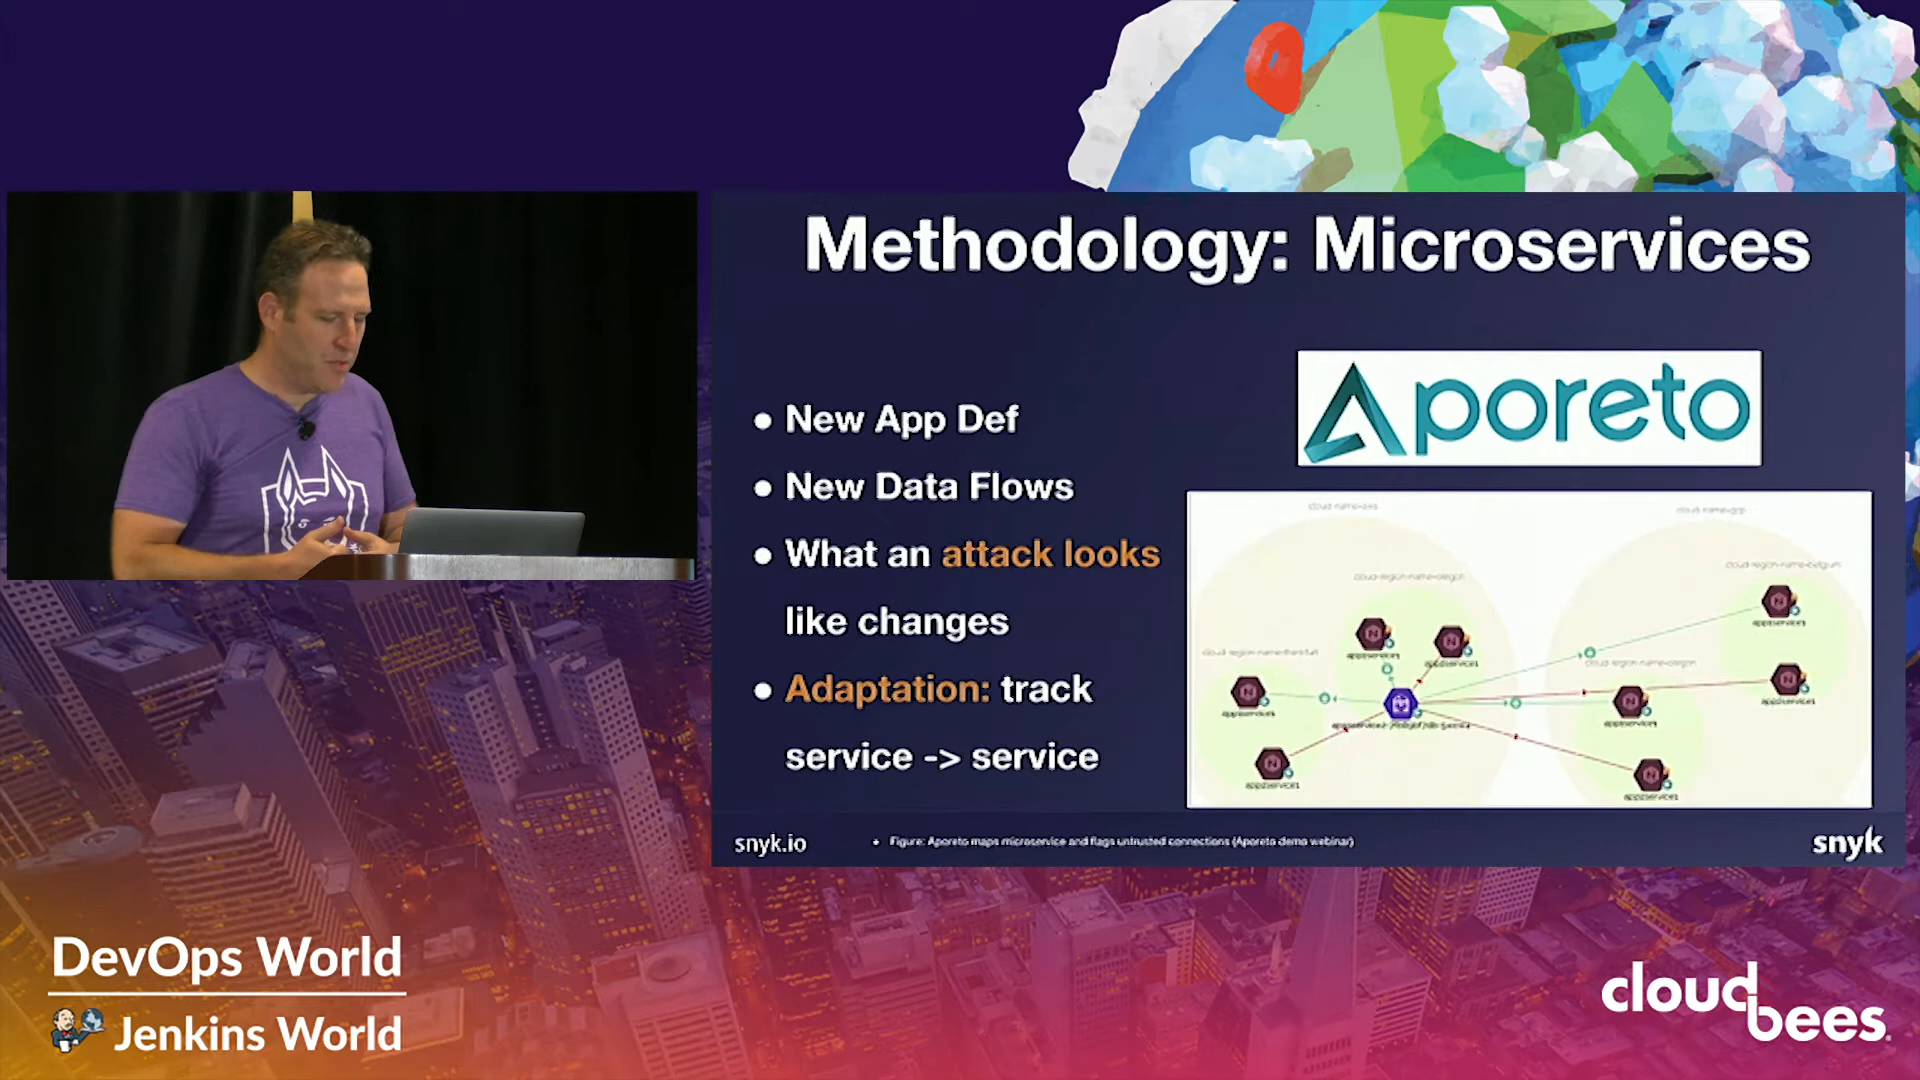 Methodology: Microservices
Aporeto
● New App Def
● New Data Flows
● What an attack looks
like changes
● Adaptation: track
service -> service
snyk.io
• Figure: Aporeto maps microservice and flags untrusted connections (Aporeto demo webinar)
snyk
DevOps World
Jenkins World
cloudbees